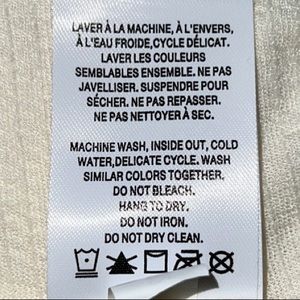 LAVER À LA MACHINE, À L'ENVERS,
À L'EAU FROIDE,CYCLE DÉLICAT.
LAVER LES COULEURS
SEMBLABLES ENSEMBLE. NE PAS
JAVELLISER. SUSPENDRE POUR
SÉCHER. NE PAS REPASSER.
NE PAS NETTOYER À SEC.
MACHINE WASH, INSIDE OUT, COLD
WATER,DELICATE CYCLE. WASH
SIMILAR COLORS TOGETHER.
DO NOT BLEACH.
HANG TO DRY.
DO NOT IRON.
DO NOT DRY CLEAN.